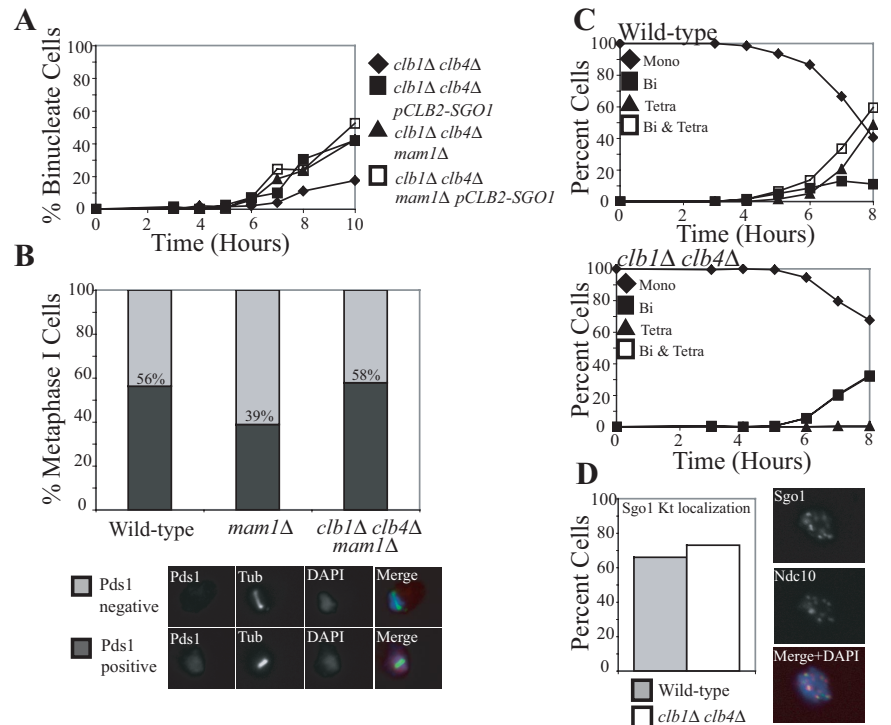 A
% Binucleate Cells
100
80
60
40
20
0
0
2
4
6
8
10
Time (Hours)
clb1Δ clb4Δ
clb1Δ clb4Δ
pCLB2-SGO1
clb1Δ clb4Δ
mam1Δ
clb1Δ clb4Δ
mam1Δ pCLB2-SGO1
B
% Metaphase I Cells
100
80
60
40
20
0
56%
39%
58%
Wild-type
mam1Δ
clb1Δ clb4Δ
mam1Δ
Pds1
negative
Pds1
Tub
DAPI
Merge
Pds1
positive
Pds1
Tub
DAPI
Merge
C
Wild-type
Percent Cells
100
80
60
40
20
0
Mono
Bi
Tetra
Bi & Tetra
0
2
4
6
8
Time (Hours)
clb1Δ clb4Δ
Percent Cells
100
80
60
40
20
0
Mono
Bi
Tetra
Bi & Tetra
0
2
4
6
8
Time (Hours)
D
Sgo1 Kt localization
Percent Cells
100
80
60
40
20
0
Wild-type
clb1Δ clb4Δ
Sgo1
Ndc10
Merge+DAPI